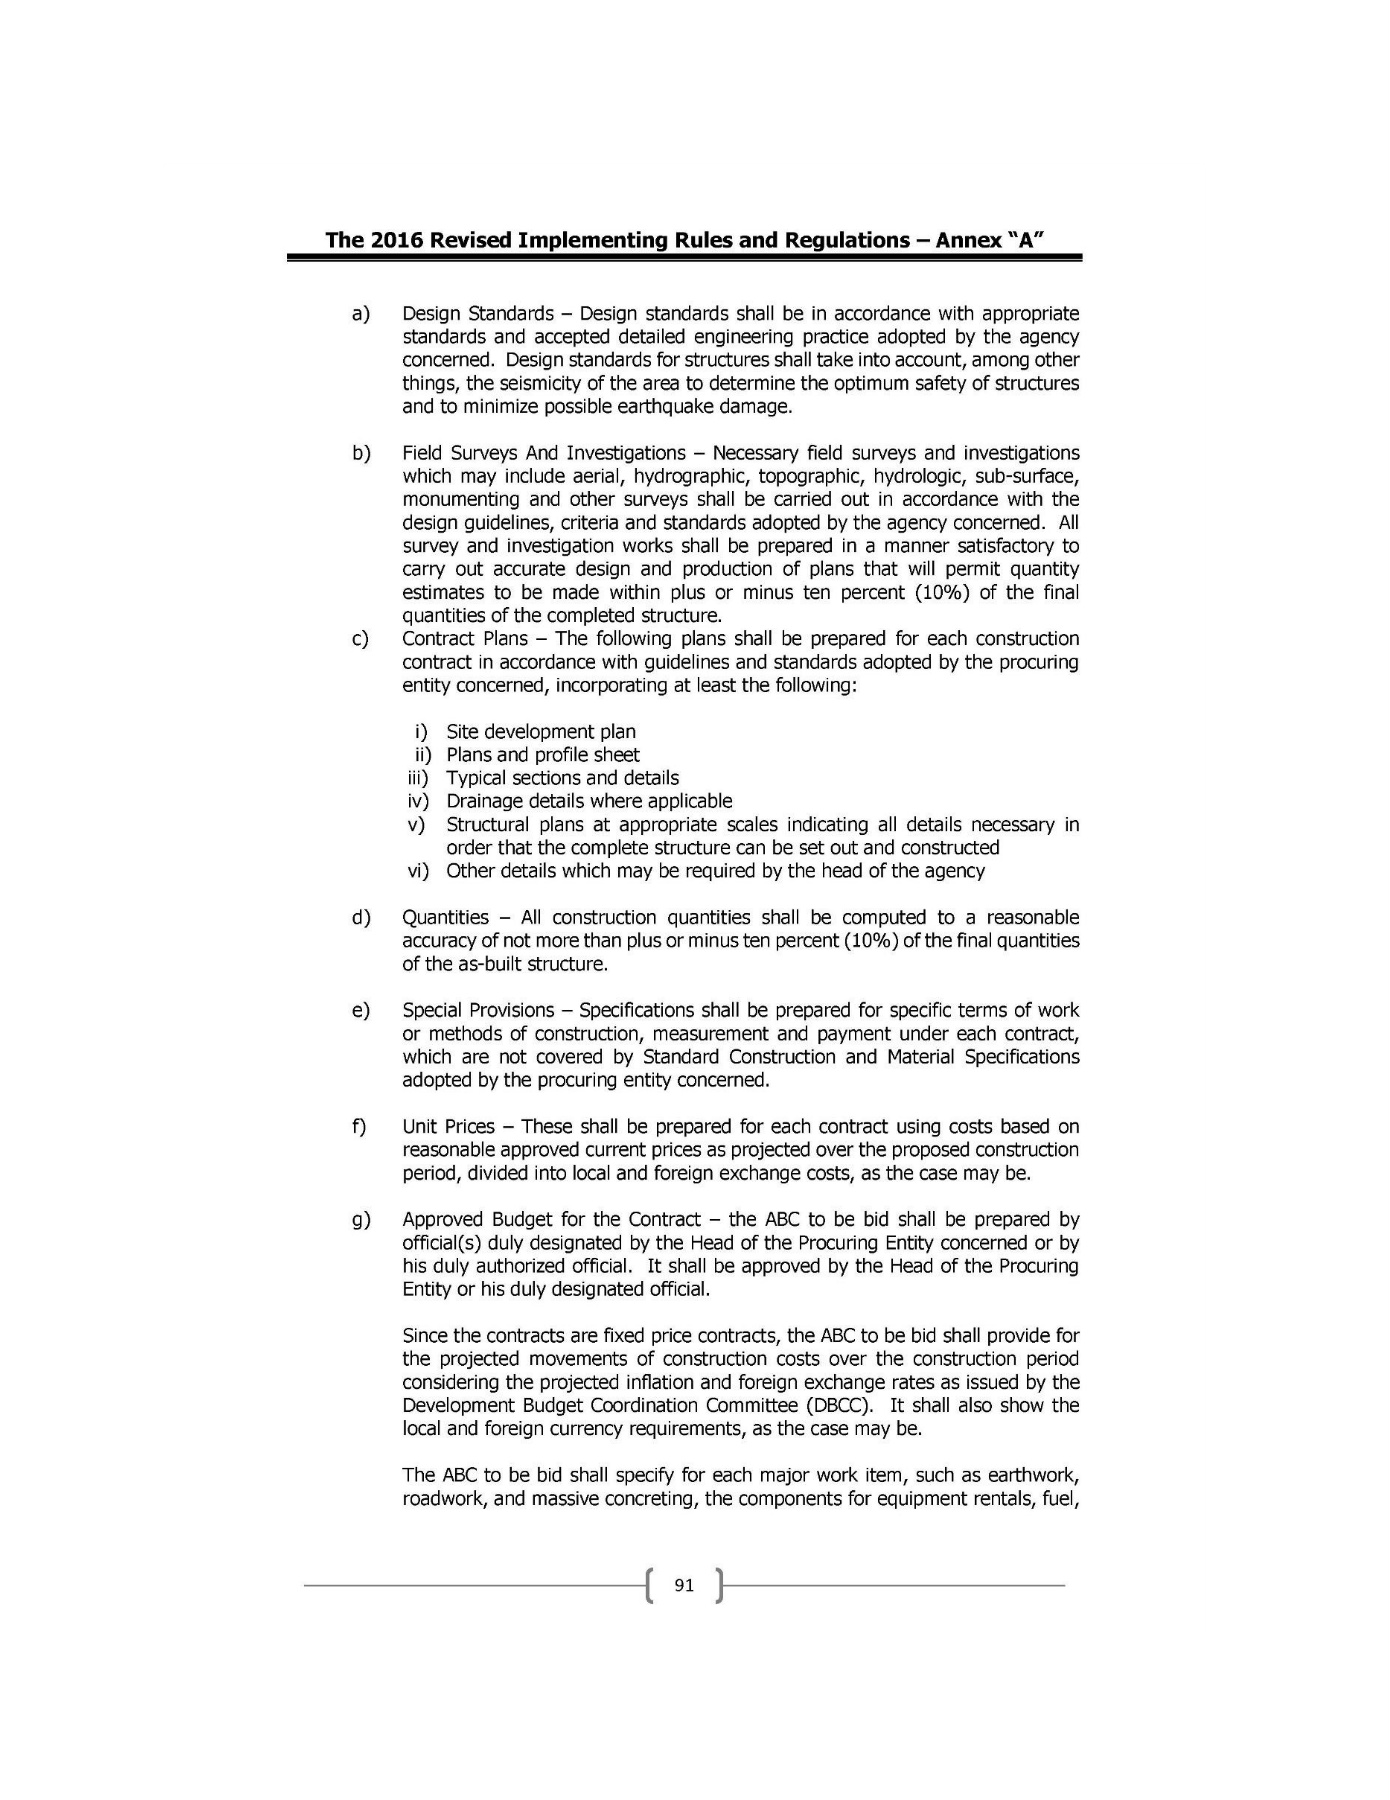 The 2016 Revised Implementing Rules and Regulations – Annex “A”
a) Design Standards – Design standards shall be in accordance with appropriate
standards and accepted detailed engineering practice adopted by the agency
concerned. Design standards for structures shall take into account, among other
things, the seismicity of the area to determine the optimum safety of structures
and to minimize possible earthquake damage.
b) Field Surveys And Investigations – Necessary field surveys and investigations
which may include aerial, hydrographic, topographic, hydrologic, sub-surface,
monumenting and other surveys shall be carried out in accordance with the
design guidelines, criteria and standards adopted by the agency concerned. All
survey and investigation works shall be prepared in a manner satisfactory to
carry out accurate design and production of plans that will permit quantity
estimates to be made within plus or minus ten percent (10%) of the final
quantities of the completed structure.
c) Contract Plans – The following plans shall be prepared for each construction
contract in accordance with guidelines and standards adopted by the procuring
entity concerned, incorporating at least the following:
i) Site development plan
ii) Plans and profile sheet
iii) Typical sections and details
iv) Drainage details where applicable
v) Structural plans at appropriate scales indicating all details necessary in
order that the complete structure can be set out and constructed
vi) Other details which may be required by the head of the agency
d) Quantities – All construction quantities shall be computed to a reasonable
accuracy of not more than plus or minus ten percent (10%) of the final quantities
of the as-built structure.
e) Special Provisions – Specifications shall be prepared for specific terms of work
or methods of construction, measurement and payment under each contract,
which are not covered by Standard Construction and Material Specifications
adopted by the procuring entity concerned.
f) Unit Prices – These shall be prepared for each contract using costs based on
reasonable approved current prices as projected over the proposed construction
period, divided into local and foreign exchange costs, as the case may be.
g) Approved Budget for the Contract – the ABC to be bid shall be prepared by
official(s) duly designated by the Head of the Procuring Entity concerned or by
his duly authorized official. It shall be approved by the Head of the Procuring
Entity or his duly designated official.
Since the contracts are fixed price contracts, the ABC to be bid shall provide for
the projected movements of construction costs over the construction period
considering the projected inflation and foreign exchange rates as issued by the
Development Budget Coordination Committee (DBCC). It shall also show the
local and foreign currency requirements, as the case may be.
The ABC to be bid shall specify for each major work item, such as earthwork,
roadwork, and massive concreting, the components for equipment rentals, fuel,
91